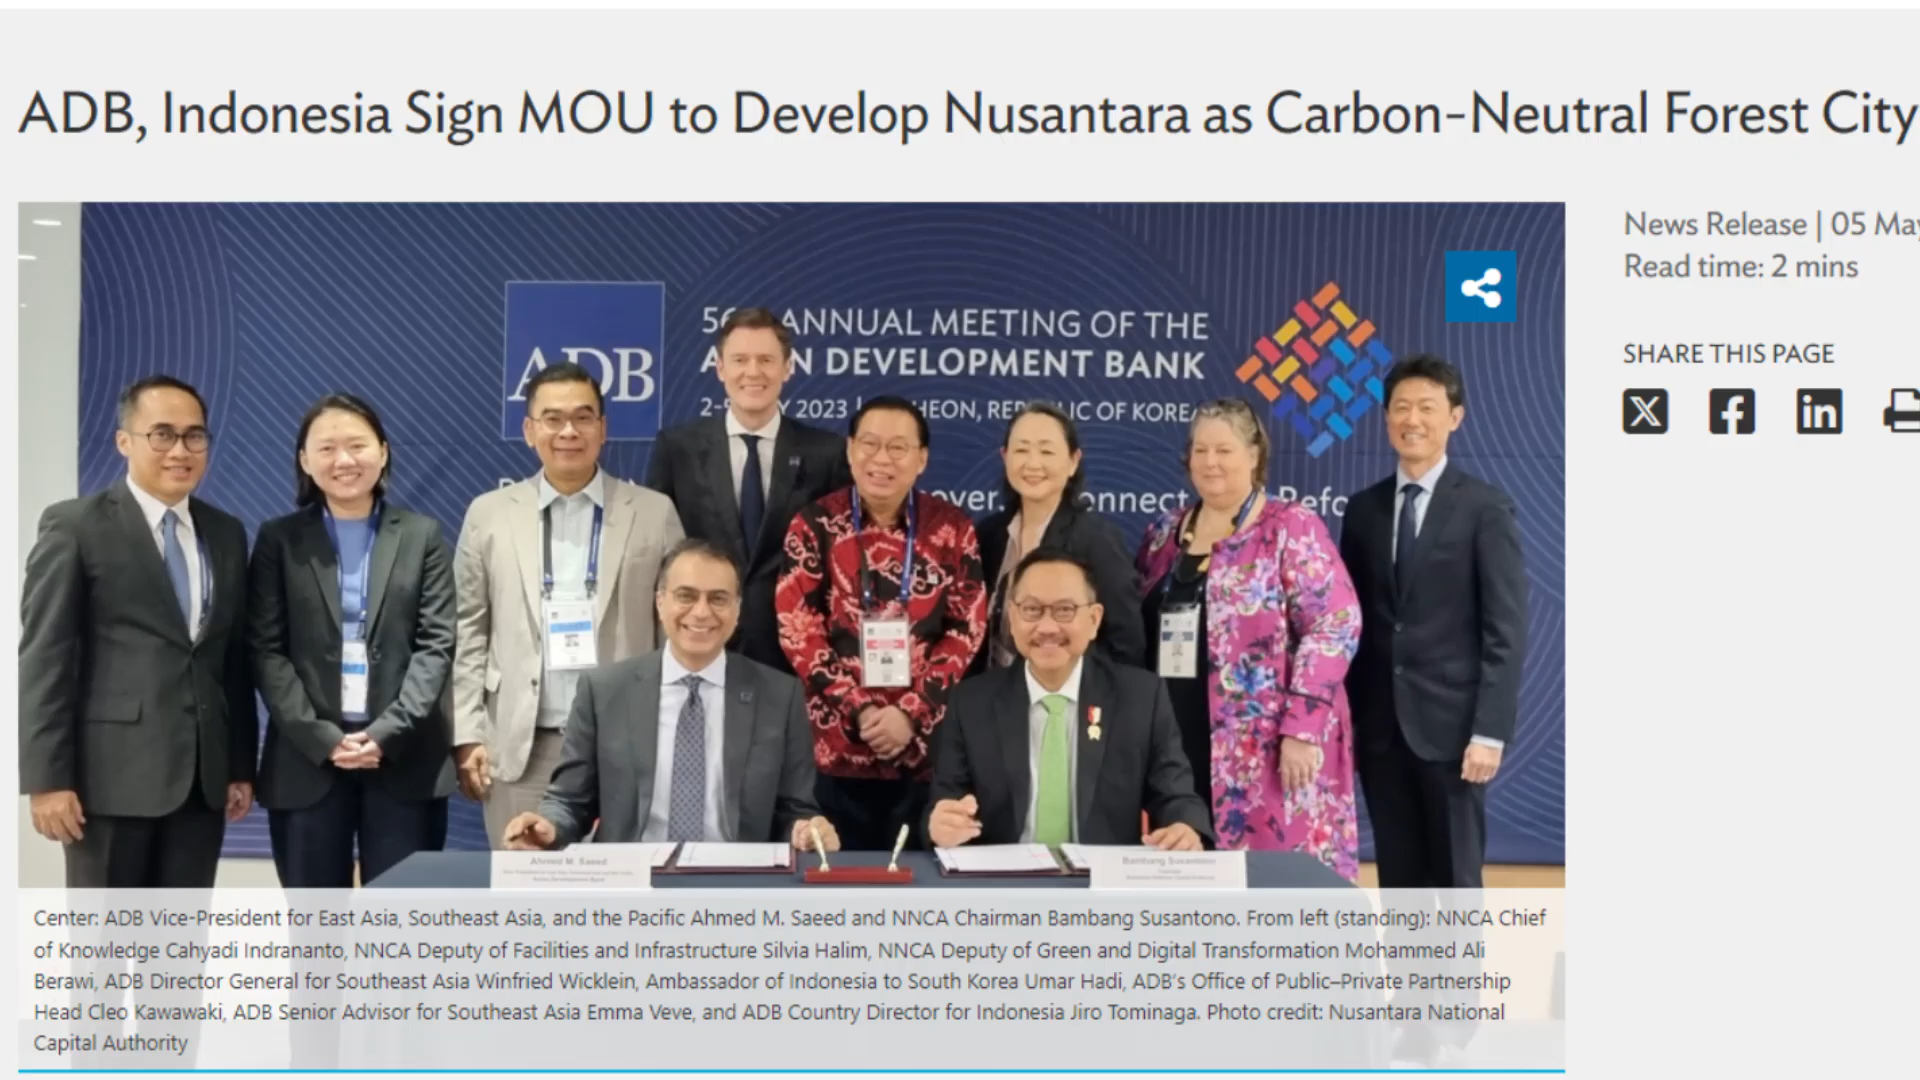 ADB, Indonesia Sign MOU to Develop Nusantara as Carbon-Neutral Forest City
News Release | 05 May
Read time: 2 mins
SHARE THIS PAGE
ADB
ANNUAL MEETING OF THE
DEVELOPMENT BANK
2023 |
OF KOREA
Ahmed M. Saeed
Bambang Susantono
Center: ADB Vice-President for East Asia, Southeast Asia, and the Pacific Ahmed M. Saeed and NNCA Chairman Bambang Susantono. From left (standing): NNCA Chief
of Knowledge Cahyadi Indrananto, NNCA Deputy of Facilities and Infrastructure Silvia Halim, NNCA Deputy of Green and Digital Transformation Mohammed Ali
Berawi, ADB Director General for Southeast Asia Winfried Wicklein, Ambassador of Indonesia to South Korea Umar Hadi, ADB's Office of Public–Private Partnership
Head Cleo Kawawaki, ADB Senior Advisor for Southeast Asia Emma Veve, and ADB Country Director for Indonesia Jiro Tominaga. Photo credit: Nusantara National
Capital Authority